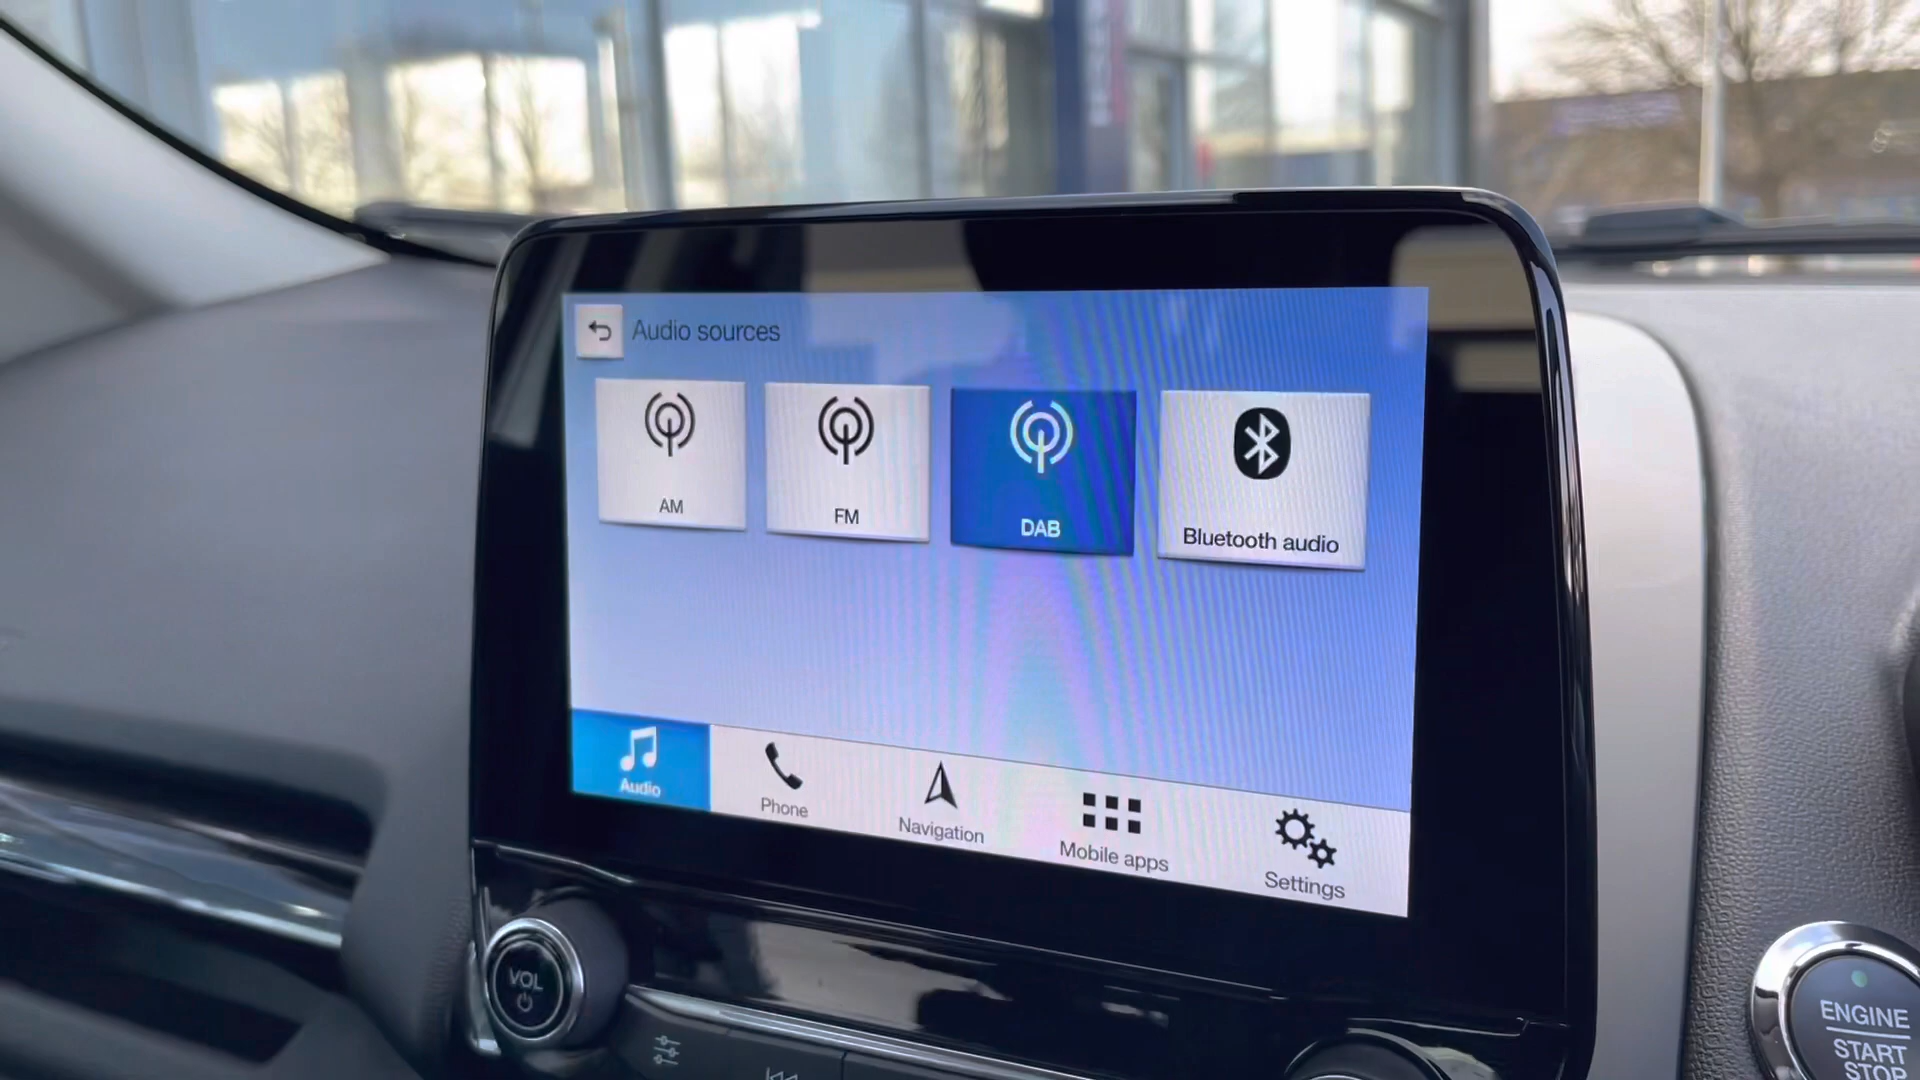 Audio sources
AM
FM
DAB
Bluetooth audio
Audio
Phone
Navigation
Mobile apps
Settings
VOL
ENGINE
START
STOP